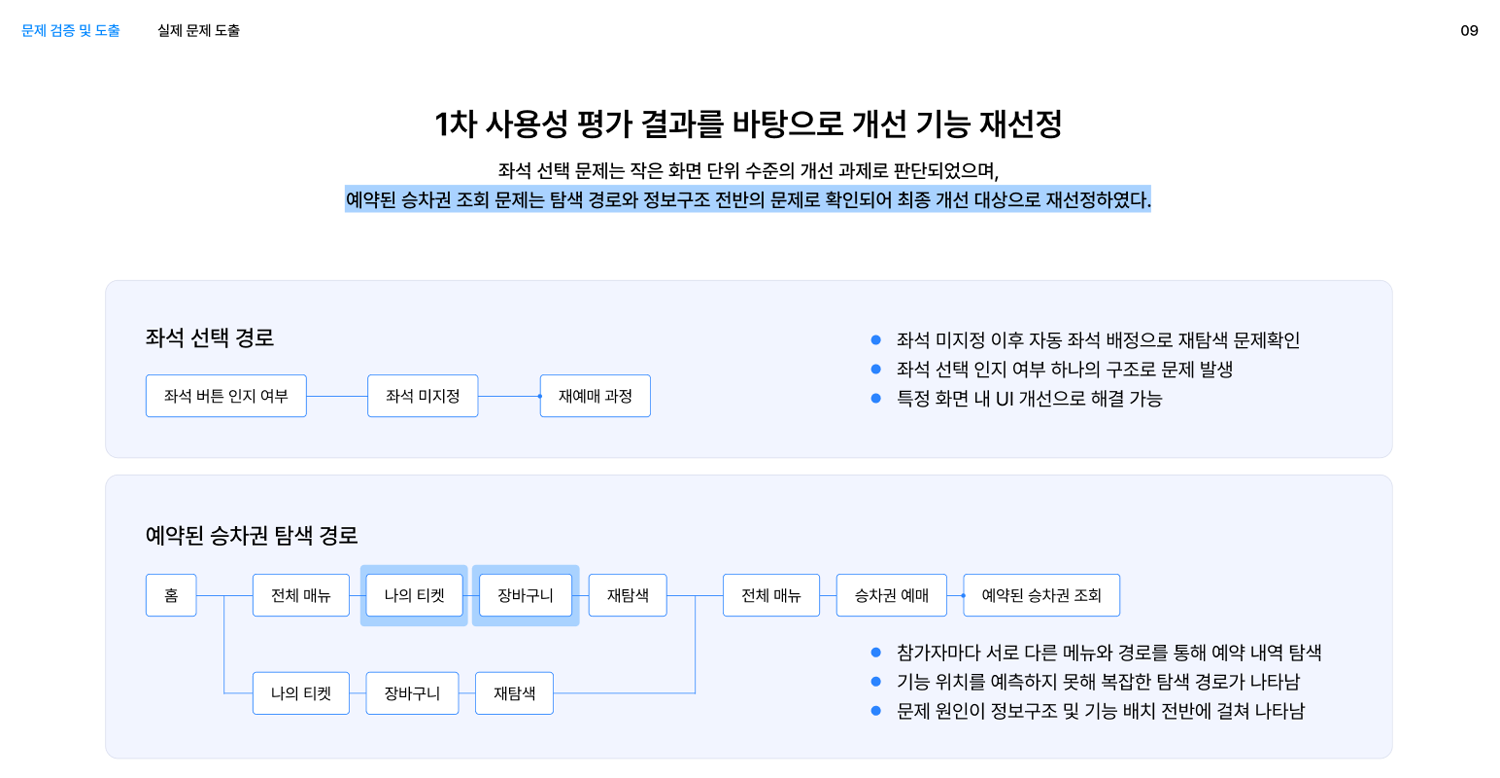 문제 검증 및 도출
실제 문제 도출
09
1차 사용성 평가 결과를 바탕으로 개선 기능 재선정
좌석 선택 문제는 작은 화면 단위 수준의 개선 과제로 판단되었으며,
예약된 승차권 조회 문제는 탐색 경로와 정보구조 전반의 문제로 확인되어 최종 개선 대상으로 재선정하였다.
좌석 선택 경로
좌석 버튼 인지 여부
좌석 미지정
재예매 과정
좌석 미지정 이후 자동 좌석 배정으로 재탐색 문제확인
좌석 선택 인지 여부 하나의 구조로 문제 발생
특정 화면 내 UI 개선으로 해결 가능
예약된 승차권 탐색 경로
홈
전체 메뉴
나의 티켓
장바구니
재탐색
전체 메뉴
승차권 예매
예약된 승차권 조회
나의 티켓
장바구니
재탐색
참가자마다 서로 다른 메뉴와 경로를 통해 예약 내역 탐색
기능 위치를 예측하지 못해 복잡한 탐색 경로가 나타남
문제 원인이 정보구조 및 기능 배치 전반에 걸쳐 나타남